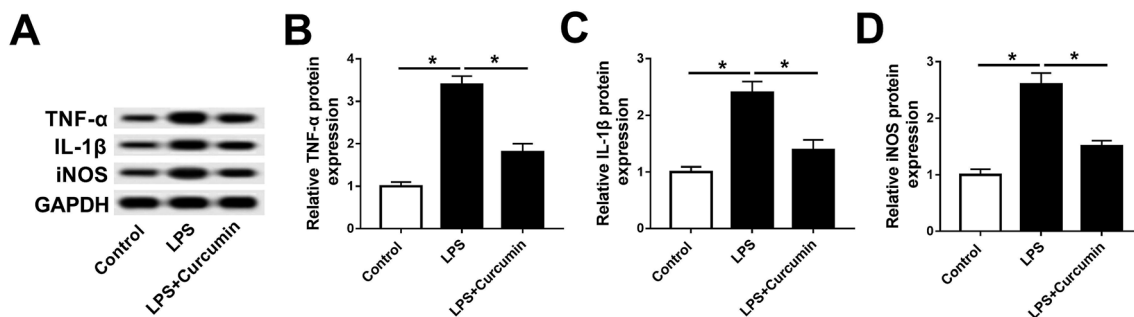 A
TNF-α
IL-1β
iNOS
GAPDH
Control
LPS
LPS+Curcumin
B
Relative TNF-α protein
expression
4
3
2
1
0
* *
Control
LPS
LPS+Curcumin
C
Relative IL-1β protein
expression
3
2
1
0
* *
Control
LPS
LPS+Curcumin
D
Relative iNOS protein
expression
3
2
1
0
* *
Control
LPS
LPS+Curcumin